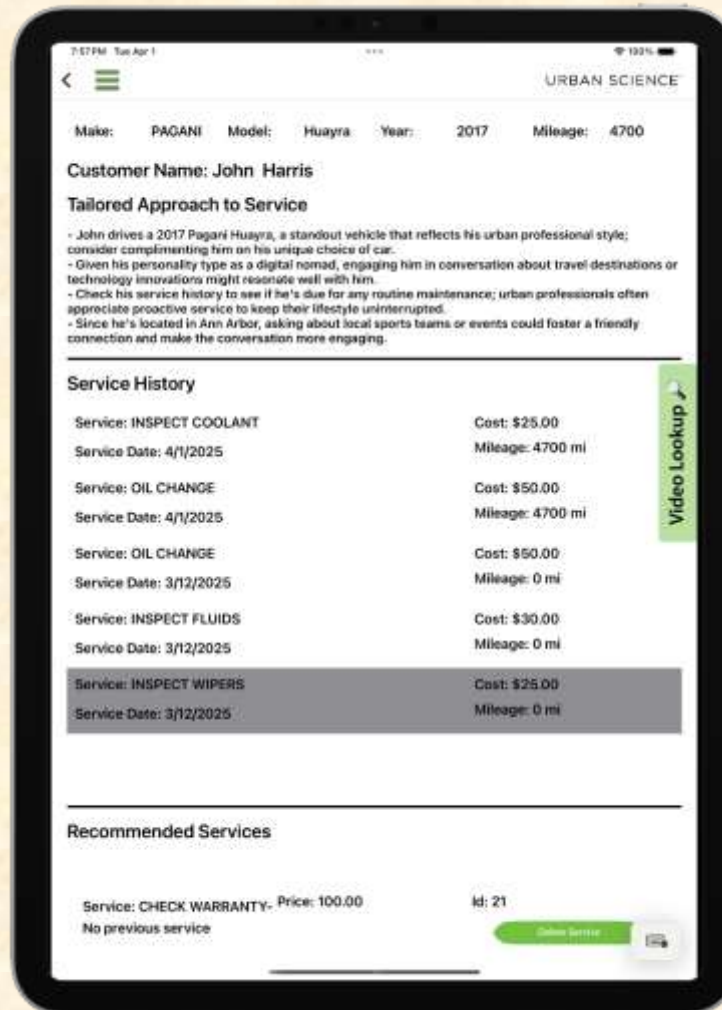 7:57 PM Tue Apr 1 100%
URBAN SCIENCE
Make: PAGANI Model: Huayra Year: 2017 Mileage: 4700
Customer Name: John Harris
Tailored Approach to Service
- John drives a 2017 Pagani Huayra, a standout vehicle that reflects his urban professional style;
consider complimenting him on his unique choice of car.
- Given his personality type as a digital nomad, engaging him in conversation about travel destinations or
technology innovations might resonate well with him.
- Check his service history to see if he's due for any routine maintenance; urban professionals often
appreciate proactive service to keep their lifestyle uninterrupted.
- Since he's located in Ann Arbor, asking about local sports teams or events could foster a friendly
connection and make the conversation more engaging.
Service History
Service: INSPECT COOLANT Cost: $25.00
Service Date: 4/1/2025 Mileage: 4700 mi
Service: OIL CHANGE Cost: $50.00
Service Date: 4/1/2025 Mileage: 4700 mi
Service: OIL CHANGE Cost: $50.00
Service Date: 3/12/2025 Mileage: 0 mi
Service: INSPECT FLUIDS Cost: $30.00
Service Date: 3/12/2025 Mileage: 0 mi
Service: INSPECT WIPERS Cost: $25.00
Service Date: 3/12/2025 Mileage: 0 mi
Video Lookup
Recommended Services
Service: CHECK WARRANTY- Price: 100.00 Id: 21
No previous service
Service